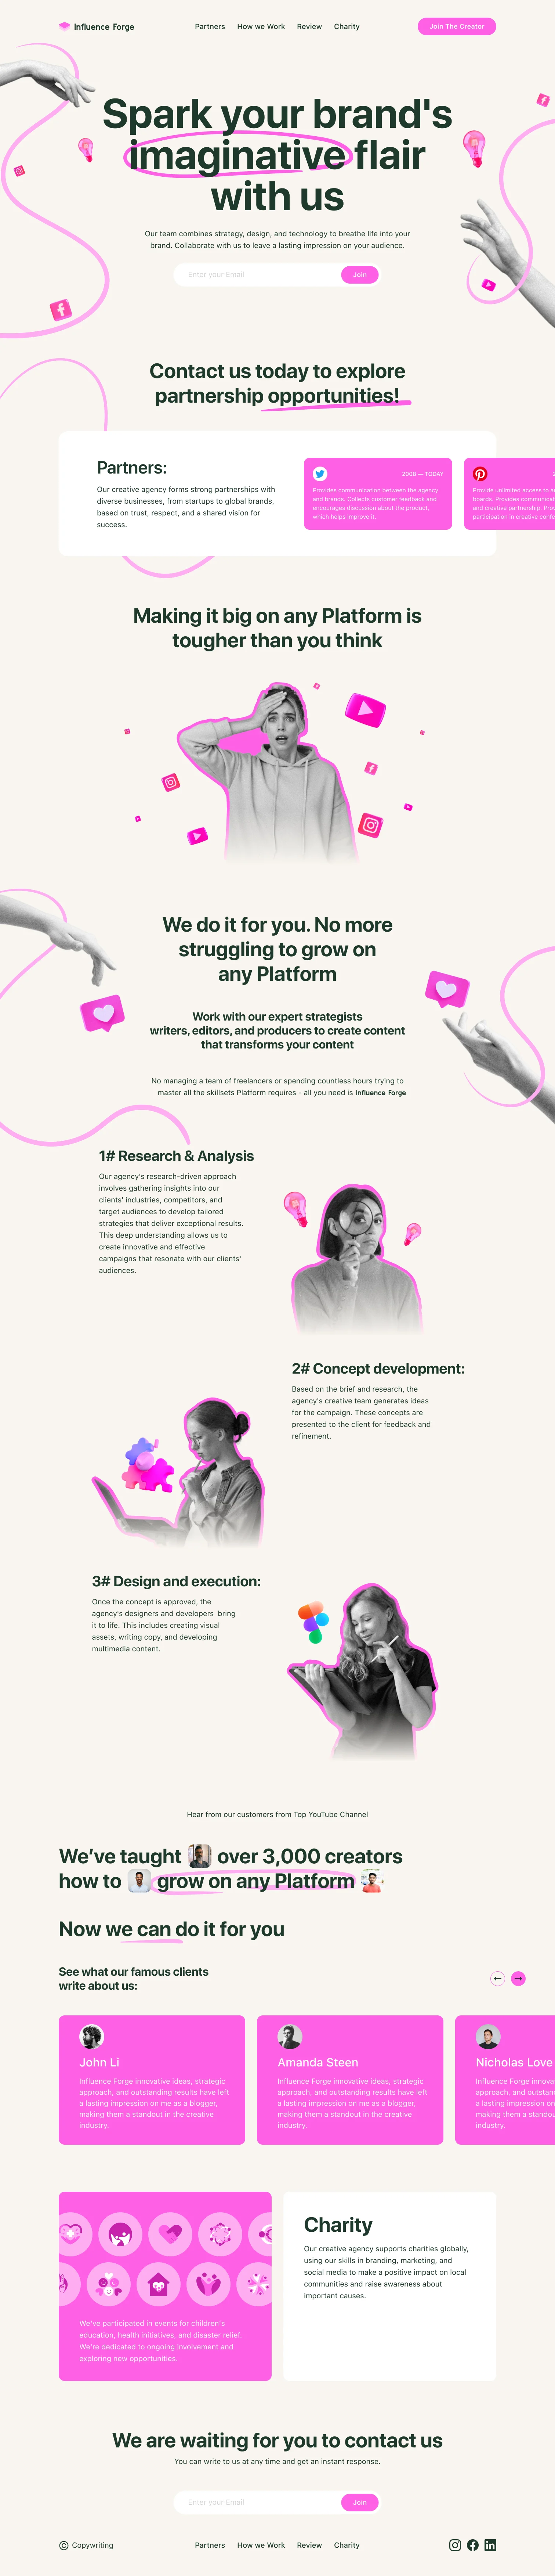 Influence Forge
Partners
How we Work
Review
Charity
Join The Creator
Spark your brand's
imaginative flair
with us
Our team combines strategy, design, and technology to breathe life into your
brand. Collaborate with us to leave a lasting impression on your audience.
Enter your Email
Join
Contact us today to explore
partnership opportunities!
Partners:
Our creative agency forms strong partnerships with
diverse businesses, from startups to global brands,
based on trust, respect, and a shared vision for
success.
2006 — TODAY
Provides communication between the agency
and brands. Collects customer feedback and
encourages discussion about the product,
which helps improve it.
Provide unlimited access to
boards. Provides
and creative partnership.
participation in creative
Making it big on any Platform is
tougher than you think
We do it for you. No more
struggling to grow on
any Platform
Work with our expert strategists
writers, editors, and producers to create content
that transforms your content
No managing a team of freelancers or spending countless hours trying to
master all the skillsets Platform requires - all you need is Influence Forge
1# Research & Analysis
Our agency's research-driven approach
involves gathering insights into our
clients' industries, competitors, and
target audiences to develop tailored
strategies that deliver exceptional results.
This deep understanding allows us to
create innovative and effective
campaigns that resonate with our clients'
audiences.
2# Concept development:
Based on the brief and research, the
agency's creative team generates ideas
for the campaign. These concepts are
presented to the client for feedback and
refinement.
3# Design and execution:
Once the concept is approved, the
agency's designers and developers bring
it to life. This includes creating visual
assets, writing copy, and developing
multimedia content.
Hear from our customers from Top YouTube Channel
We've taught over 3,000 creators
how to grow on any Platform
Now we can do it for you
See what our famous clients
write about us:
John Li
Influence Forge innovative ideas, strategic
approach, and outstanding results have left
a lasting impression on me as a blogger,
making them a standout in the creative
industry.
Amanda Steen
Influence Forge innovative ideas, strategic
approach, and outstanding results have left
a lasting impression on me as a blogger,
making them a standout in the creative
industry.
Nicholas Love
Influence Forge
approach, and
a lasting impression on
making them a
industry.
We've participated in events for children's
education, health initiatives, and disaster relief.
We're dedicated to ongoing involvement and
exploring new opportunities.
Charity
Our creative agency supports charities globally,
using our skills in branding, marketing, and
social media to make a positive impact on local
communities and raise awareness about
important causes.
We are waiting for you to contact us
You can write to us at any time and get an instant response.
Enter your Email
Join
© Copywriting
Partners
How we Work
Review
Charity